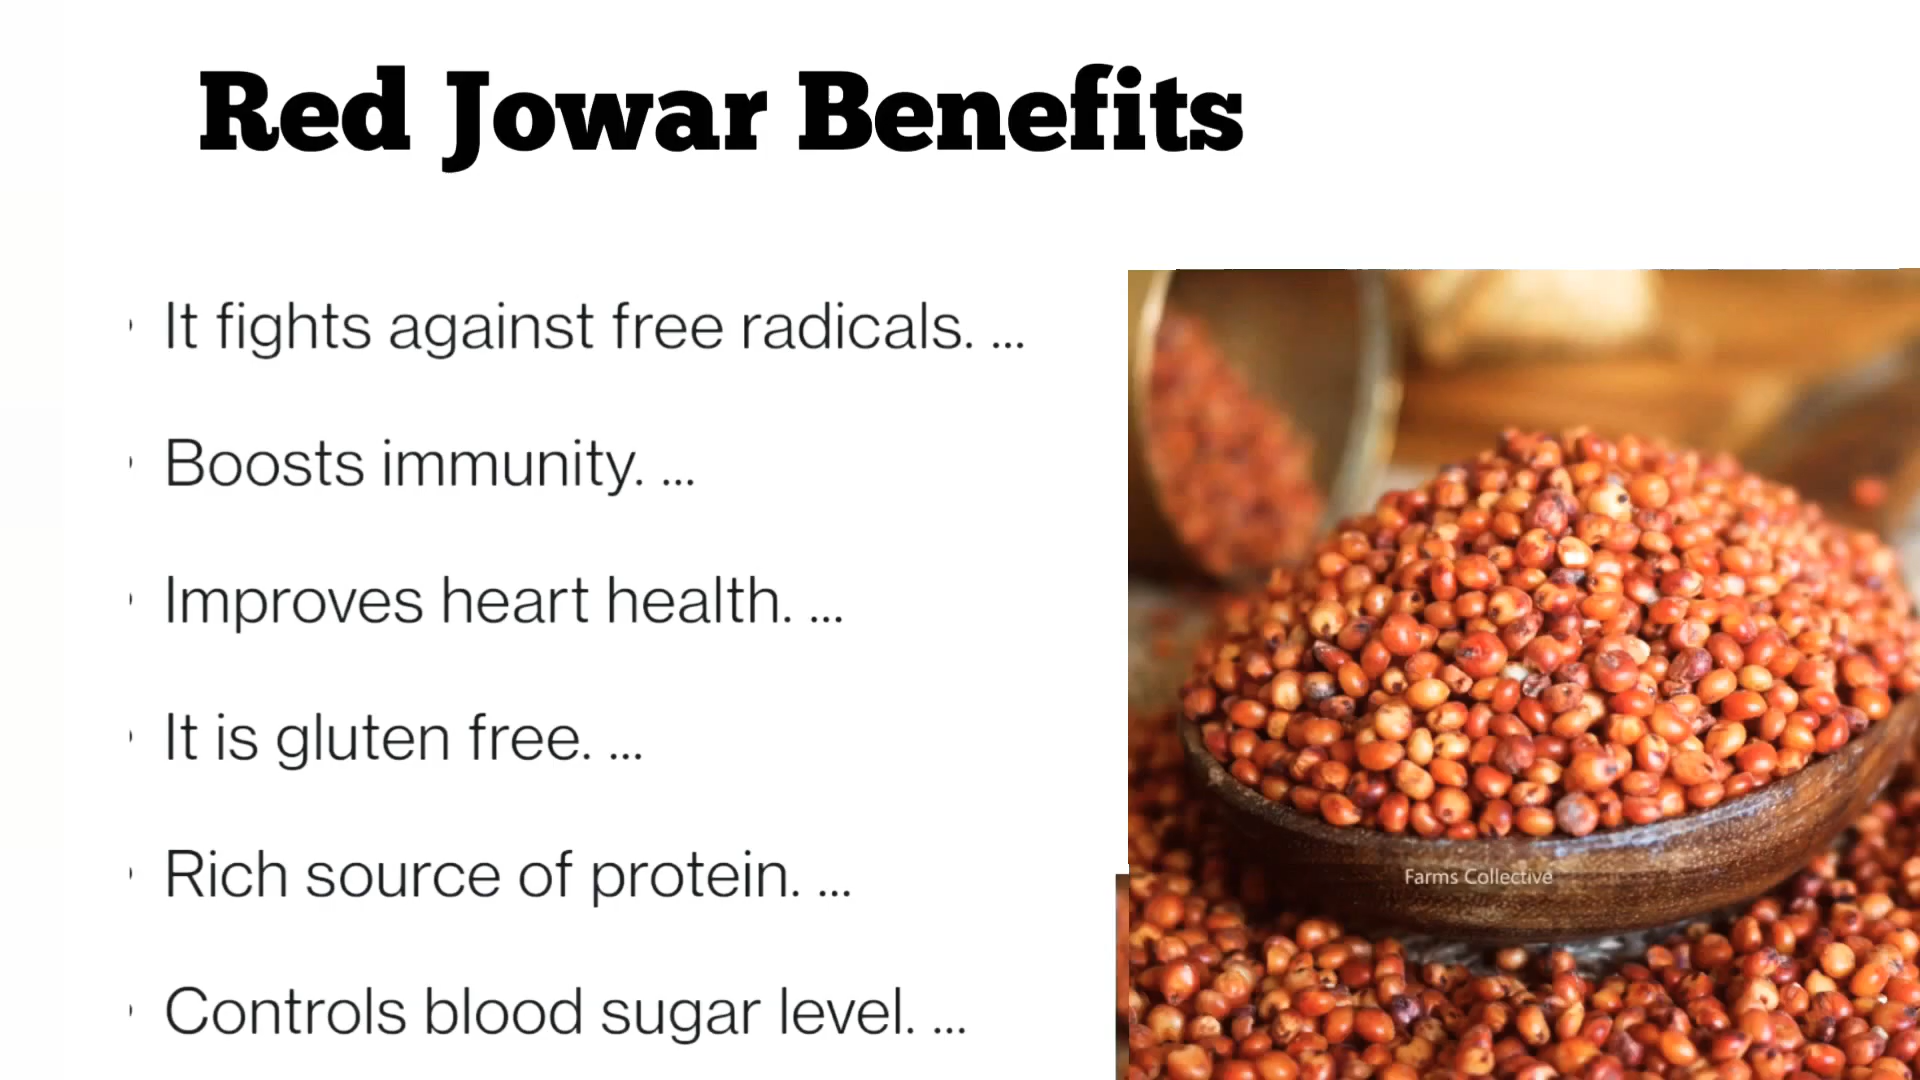 Red Jowar Benefits
It fights against free radicals. ...
Boosts immunity. ...
Improves heart health. ...
It is gluten free. ...
Rich source of protein. ...
Controls blood sugar level. ...
Farms Collective